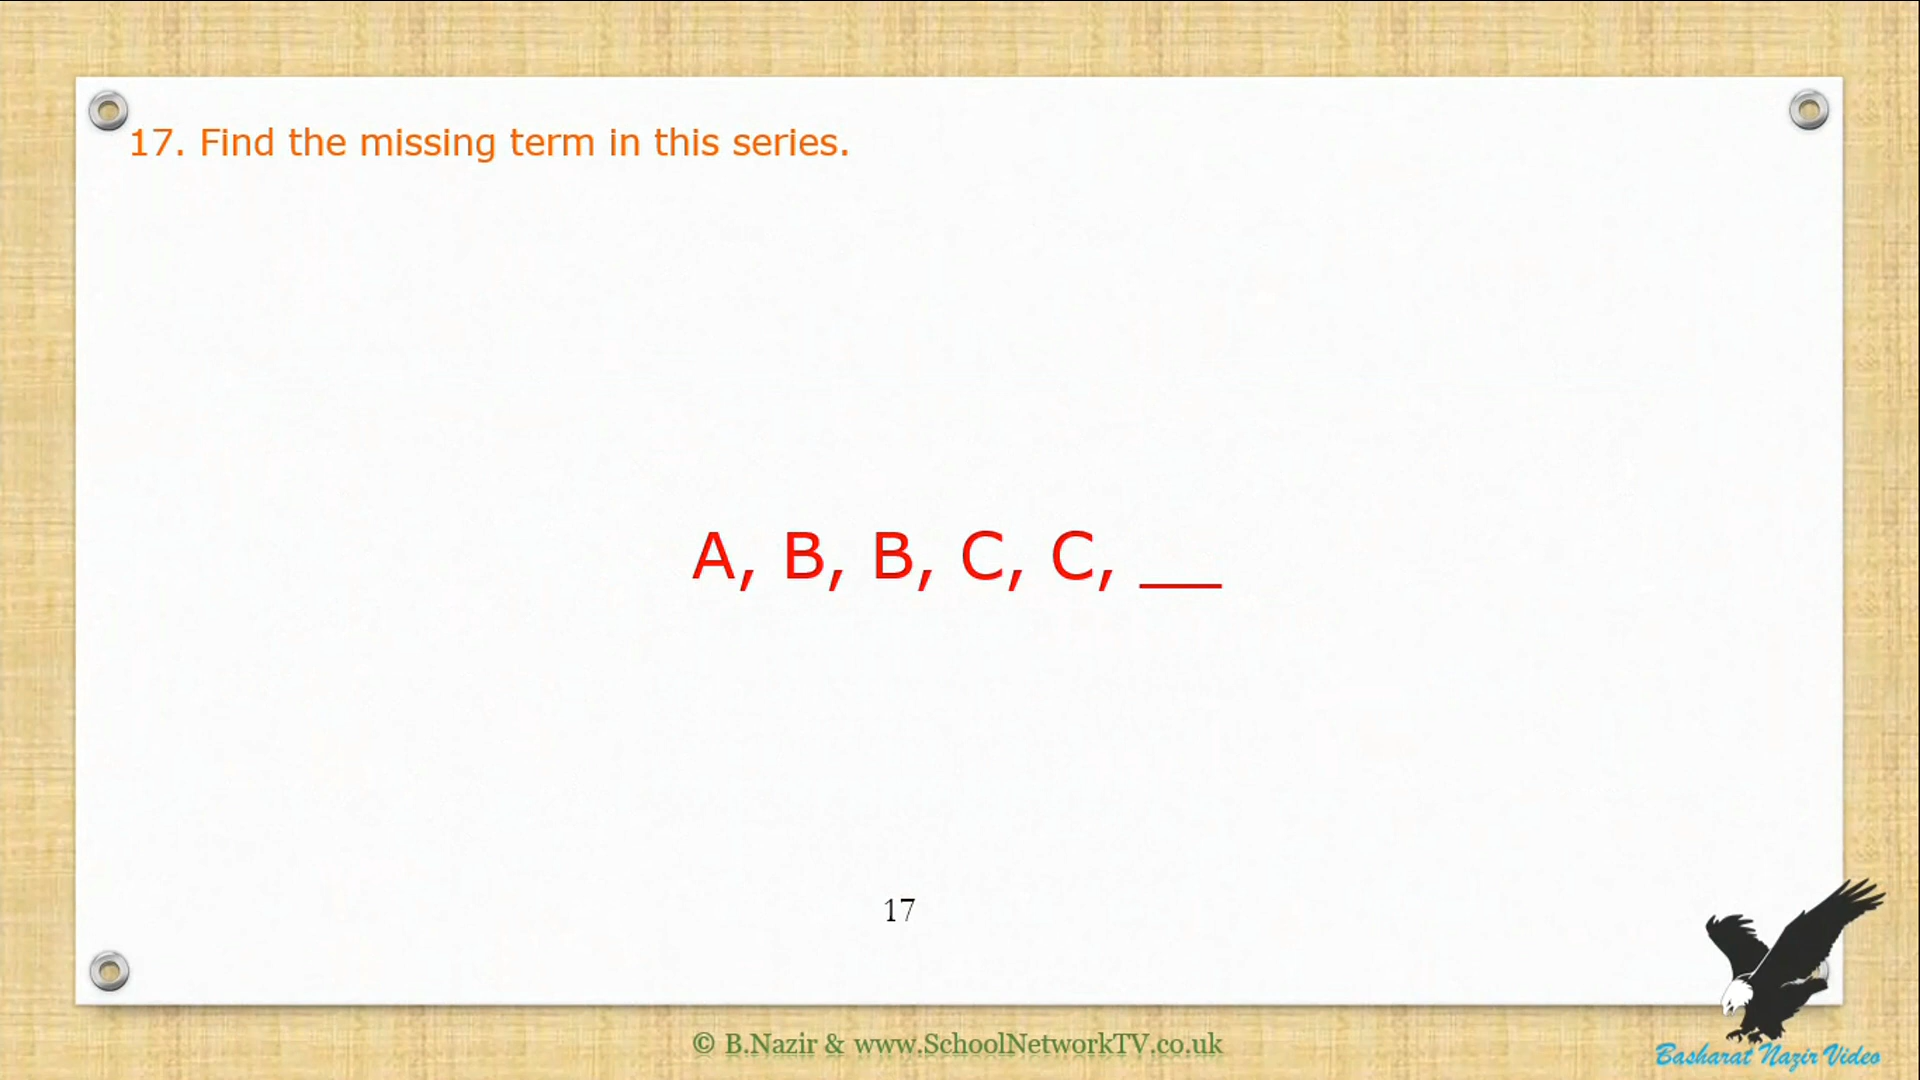 17. Find the missing term in this series.
A, B, B, C, C, __
17
© B.Nazir & www.SchoolNetworkTV.co.uk
Basharat Nazir Video